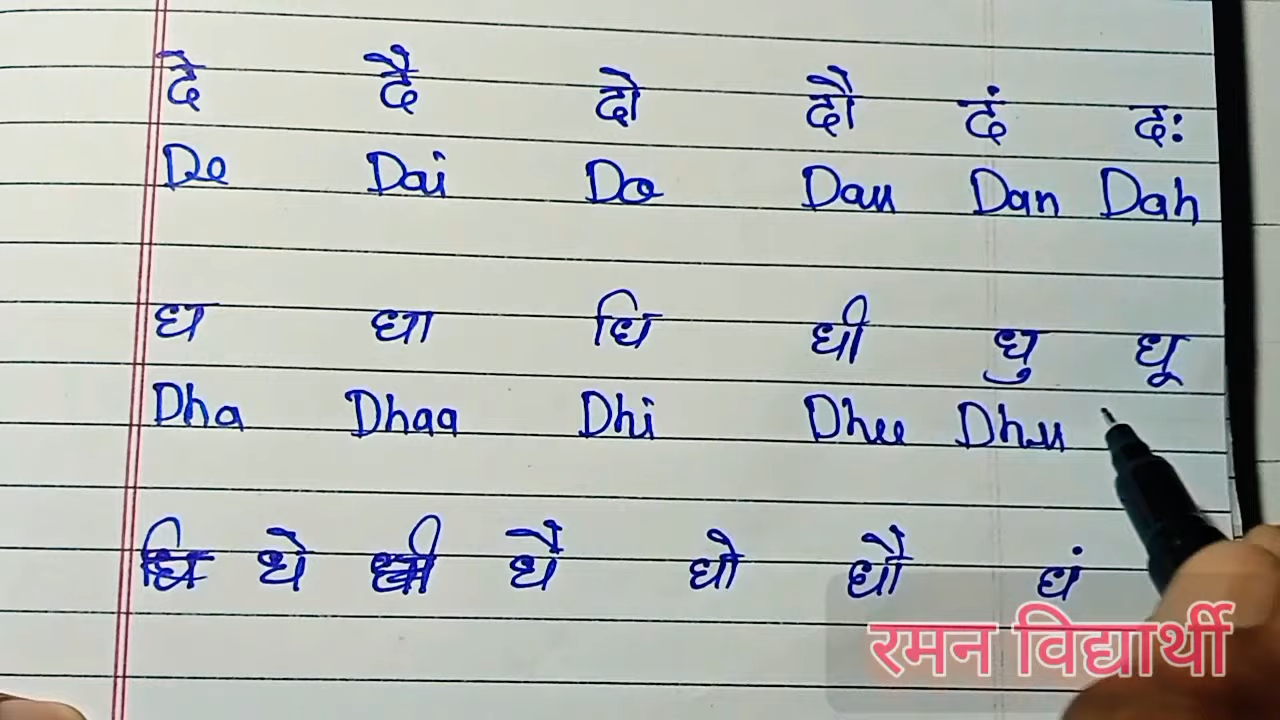 दे दै दो दौ दं दः
De Dai Do Dau Dan Dah
ध धा धि धी धु धू
Dha Dhaa Dhi Dhee Dhu
धे धै धो धौ धं
रमन विद्यार्थी